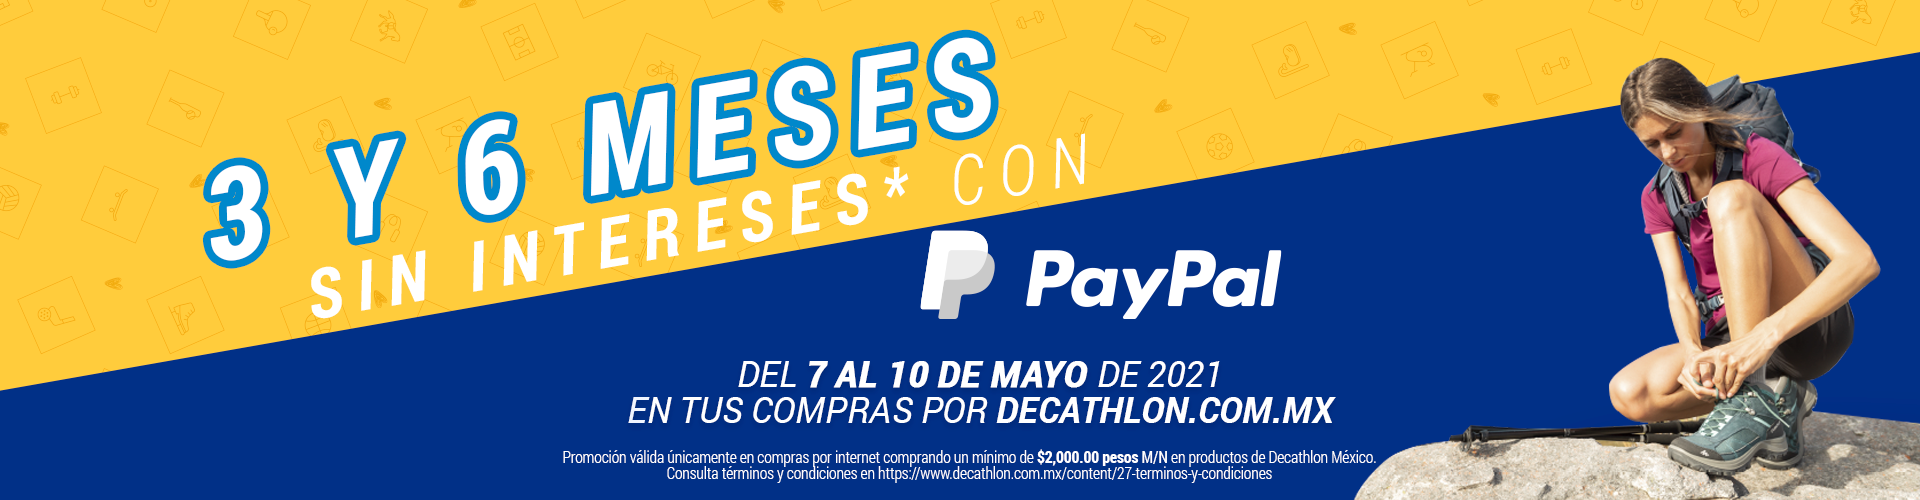 3 Y 6 MESES
SIN INTERESES* CON
PayPal
DEL 7 AL 10 DE MAYO DE 2021
EN TUS COMPRAS POR DECATHLON.COM.MX
Promoción válida únicamente en compras por internet comprando un mínimo de $2,000.00 pesos M/N en productos de Decathlon México.
Consulta términos y condiciones en https://www.decathlon.com.mx/content/27-terminos-y-condiciones